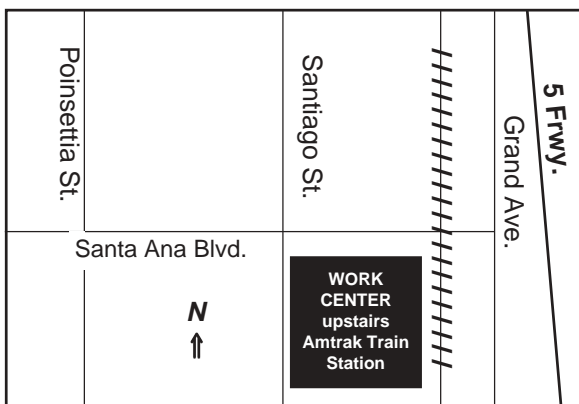 Poinsettia St.
Santiago St.
Grand Ave.
5 Frwy.
Santa Ana Blvd.
N
WORK
CENTER
upstairs
Amtrak Train
Station